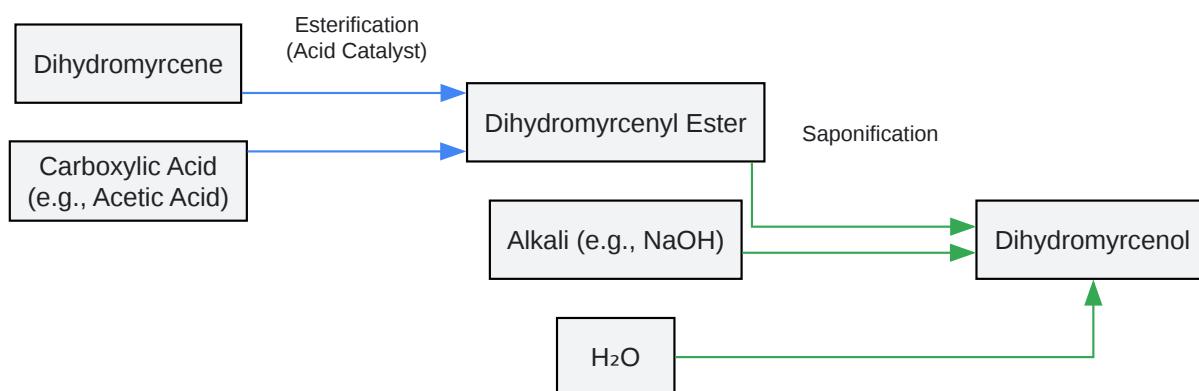 Esterification
(Acid Catalyst)
Dihydromyrcene
Carboxylic Acid
(e.g., Acetic Acid)
Dihydromyrcenyl Ester
Saponification
Alkali (e.g., NaOH)
Dihydromyrcenol
H₂O